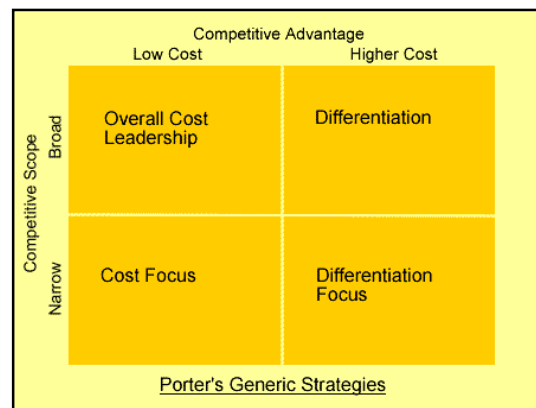 Competitive Advantage
Low Cost
Higher Cost
Competitive Scope
Broad
Overall Cost
Leadership
Differentiation
Narrow
Cost Focus
Differentiation
Focus
Porter's Generic Strategies